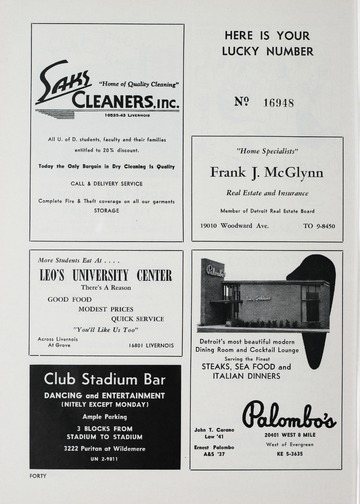 Saks
"Home of Quality Cleaning"
CLEANERS, INC.
16525-43 LIVERNOIS
All U. of D. students, faculty and their families
entitled to 20% discount.
Today the Only Bargain in Dry Cleaning Is Quality
CALL & DELIVERY SERVICE
Complete Fire & Theft coverage on all our garments
STORAGE
HERE IS YOUR
LUCKY NUMBER
No 16948
"Home Specialists"
Frank J. McGlynn
Real Estate and Insurance
Member of Detroit Real Estate Board
19010 Woodward Ave. TO 9-8450
More Students Eat At . . . .
LEO'S UNIVERSITY CENTER
There's A Reason
GOOD FOOD
MODEST PRICES
QUICK SERVICE
"You'll Like Us Too"
Across Livernois
At Grove 16801 LIVERNOIS
Club Stadium Bar
DANCING and ENTERTAINMENT
(NITELY EXCEPT MONDAY)
Ample Parking
3 BLOCKS FROM
STADIUM TO STADIUM
3222 Puritan at Wildemere
UN 2-9811
Palombo's
Detroit's most beautiful modern
Dining Room and Cocktail Lounge
Serving the Finest
STEAKS, SEA FOOD and
ITALIAN DINNERS
Palombo's
John T. Carano
Law '41
Ernest Palombo
A&S '37
20401 WEST 8 MILE
West of Evergreen
KE 5-3635
FORTY